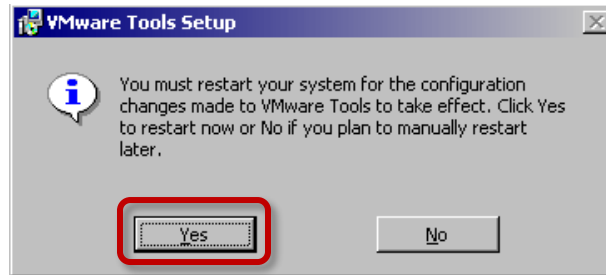 VMware Tools Setup
You must restart your system for the configuration
changes made to VMware Tools to take effect. Click Yes
to restart now or No if you plan to manually restart
later.
Yes
No